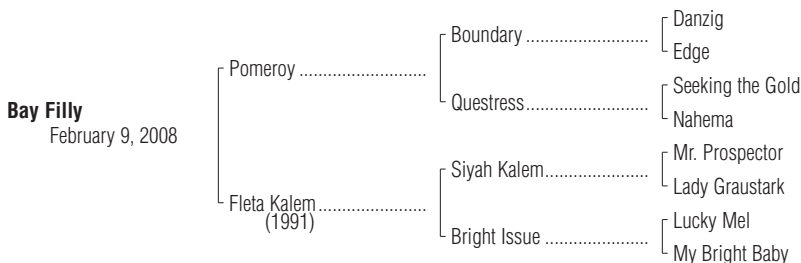 Danzig
Boundary ..............................
Edge
Pomeroy ...............................
Seeking the Gold
Questress..............................
Nahema
Bay Filly
February 9, 2008
Mr. Prospector
Siyah Kalem.........................
Lady Graustark
Fleta Kalem..........................
(1991)
Lucky Mel
Bright Issue .........................
My Bright Baby